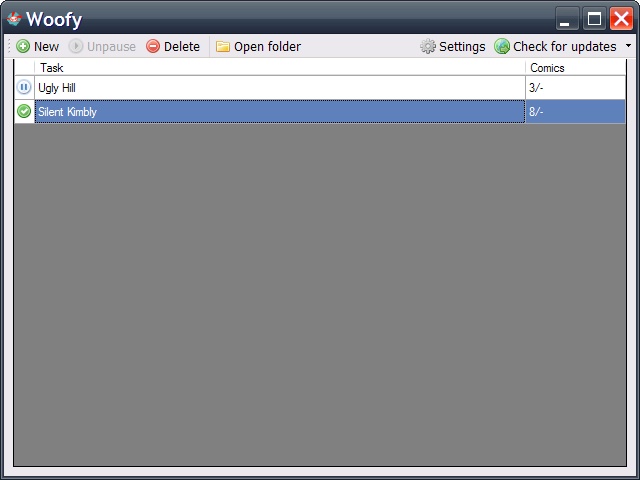 Woofy
New Unpause Delete Open folder Settings Check for updates
Task Comics
Ugly Hill 3/-
Silent Kimbly 8/-